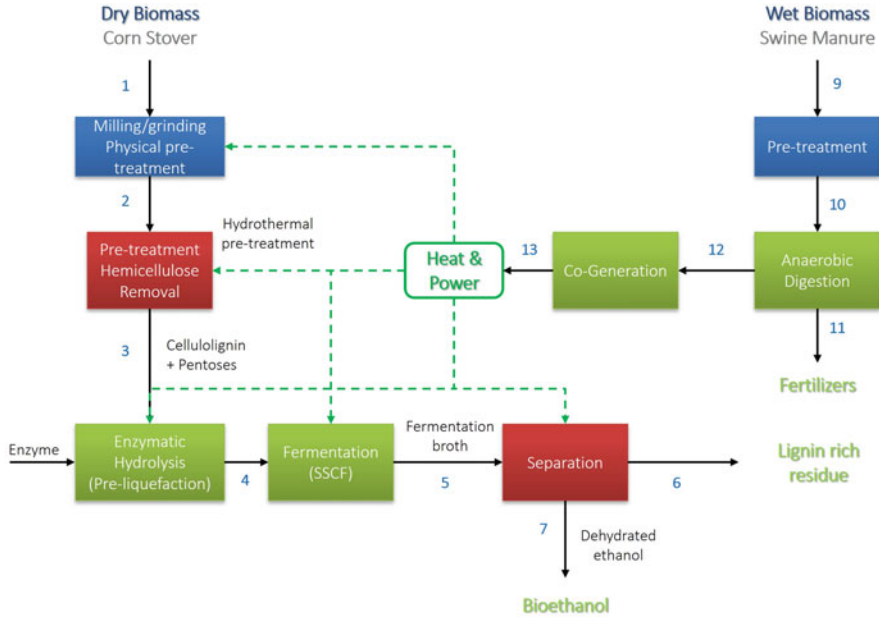 Dry Biomass
Corn Stover
Wet Biomass
Swine Manure
1
9
Milling/grinding
Physical pre-
treatment
Pre-treatment
2
10
Hydrothermal
pre-treatment
Pre-treatment
Hemicellulose
Removal
Heat &
Power
13
Co-Generation
12
Anaerobic
Digestion
3
Cellulolignin
+ Pentoses
11
Fertilizers
Enzyme
Enzymatic
Hydrolysis
(Pre-liquefaction)
4
Fermentation
(SSCF)
Fermentation
broth
5
Separation
6
Lignin rich
residue
7
Dehydrated
ethanol
Bioethanol